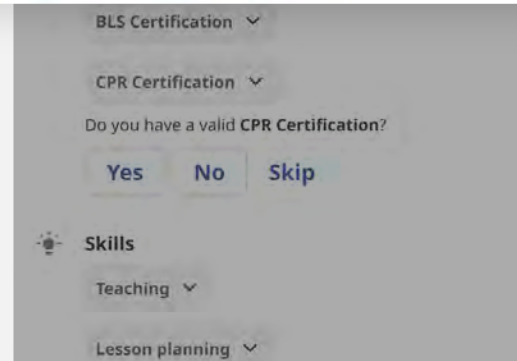 BLS Certification
CPR Certification
Do you have a valid CPR Certification?
Yes No Skip
Skills
Teaching
Lesson planning